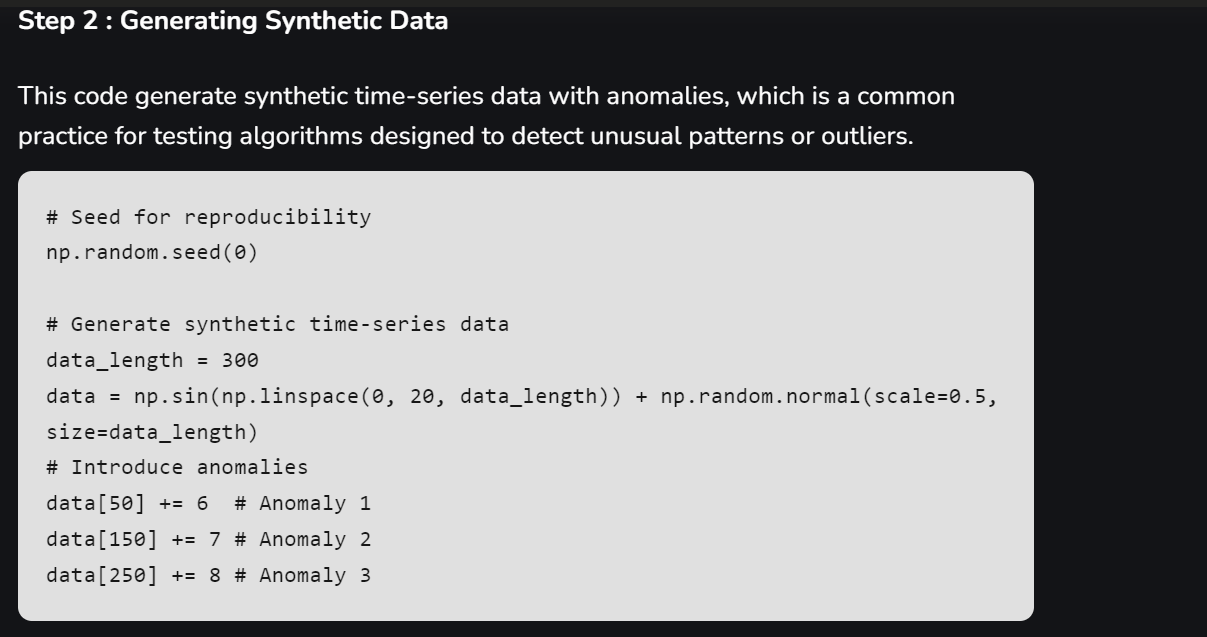 Step 2 : Generating Synthetic Data
This code generate synthetic time-series data with anomalies, which is a common
practice for testing algorithms designed to detect unusual patterns or outliers.
# Seed for reproducibility
np.random.seed(0)
# Generate synthetic time-series data
data_length = 300
data = np.sin(np.linspace(0, 20, data_length)) + np.random.normal(scale=0.5,
size=data_length)
# Introduce anomalies
data[50] += 6  # Anomaly 1
data[150] += 7 # Anomaly 2
data[250] += 8 # Anomaly 3